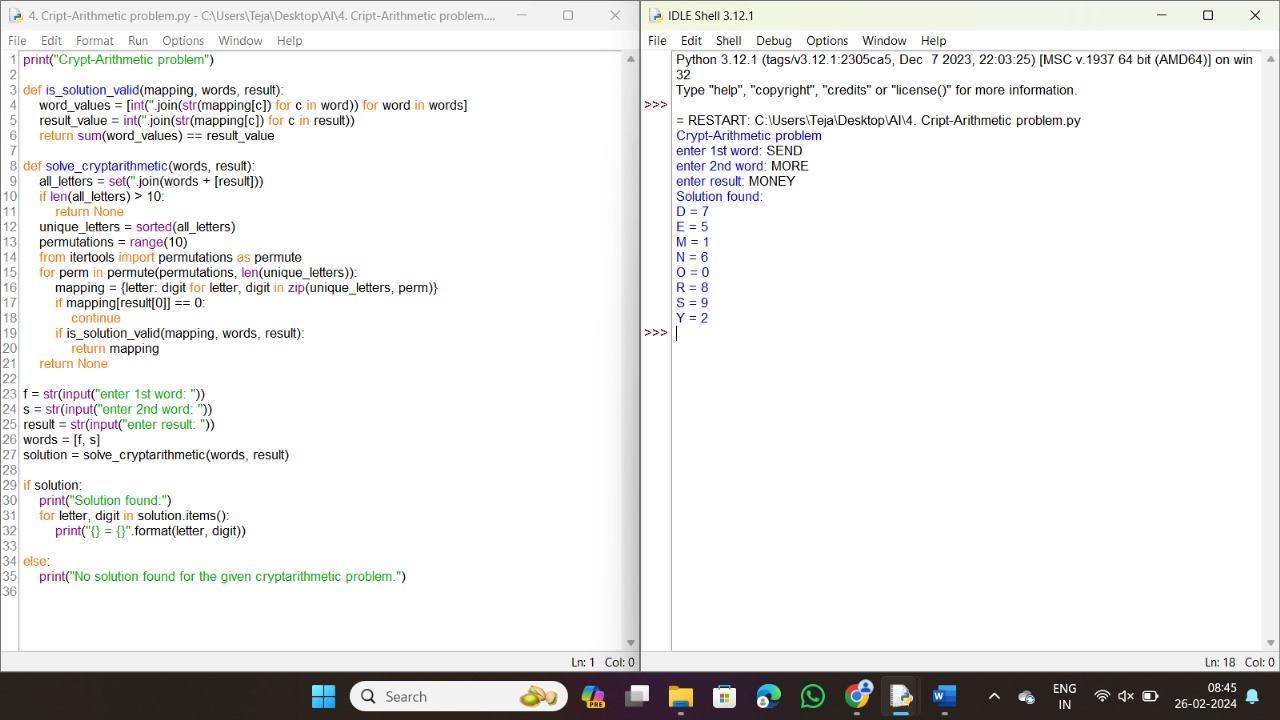 4. Cript-Arithmetic problem.py - C:\Users\Teja\Desktop\AI\4. Cript-Arithmetic problem....
File Edit Format Run Options Window Help
1 print("Crypt-Arithmetic problem")
2
3 def is_solution_valid(mapping, words, result):
4 word_values = [int(''.join(str(mapping[c]) for c in word)) for word in words]
5 result_value = int(''.join(str(mapping[c]) for c in result))
6 return sum(word_values) == result_value
7
8 def solve_cryptarithmetic(words, result):
9 all_letters = set(''.join(words + [result]))
10 if len(all_letters) > 10:
11 return None
12 unique_letters = sorted(all_letters)
13 permutations = range(10)
14 from itertools import permutations as permute
15 for perm in permute(permutations, len(unique_letters)):
16 mapping = {letter: digit for letter, digit in zip(unique_letters, perm)}
17 if mapping[result[0]] == 0:
18 continue
19 if is_solution_valid(mapping, words, result):
20 return mapping
21 return None
22
23 f = str(input("enter 1st word: "))
24 s = str(input("enter 2nd word: "))
25 result = str(input("enter result: "))
26 words = [f, s]
27 solution = solve_cryptarithmetic(words, result)
28
29 if solution:
30 print("Solution found:")
31 for letter, digit in solution.items():
32 print("{} = {}".format(letter, digit))
33
34 else:
35 print("No solution found for the given cryptarithmetic problem.")
36
Ln: 1 Col: 0
IDLE Shell 3.12.1
File Edit Shell Debug Options Window Help
Python 3.12.1 (tags/v3.12.1:2305ca5, Dec 7 2023, 22:03:25) [MSC v.1937 64 bit (AMD64)] on win
32
Type "help", "copyright", "credits" or "license()" for more information.
>>>
= RESTART: C:\Users\Teja\Desktop\AI\4. Cript-Arithmetic problem.py
Crypt-Arithmetic problem
enter 1st word: SEND
enter 2nd word: MORE
enter result: MONEY
Solution found:
D = 7
E = 5
M = 1
N = 6
O = 0
R = 8
S = 9
Y = 2
>>>
Ln: 18 Col: 0
Search
PRE
W
ENG
IN
08:45
26-02-2024